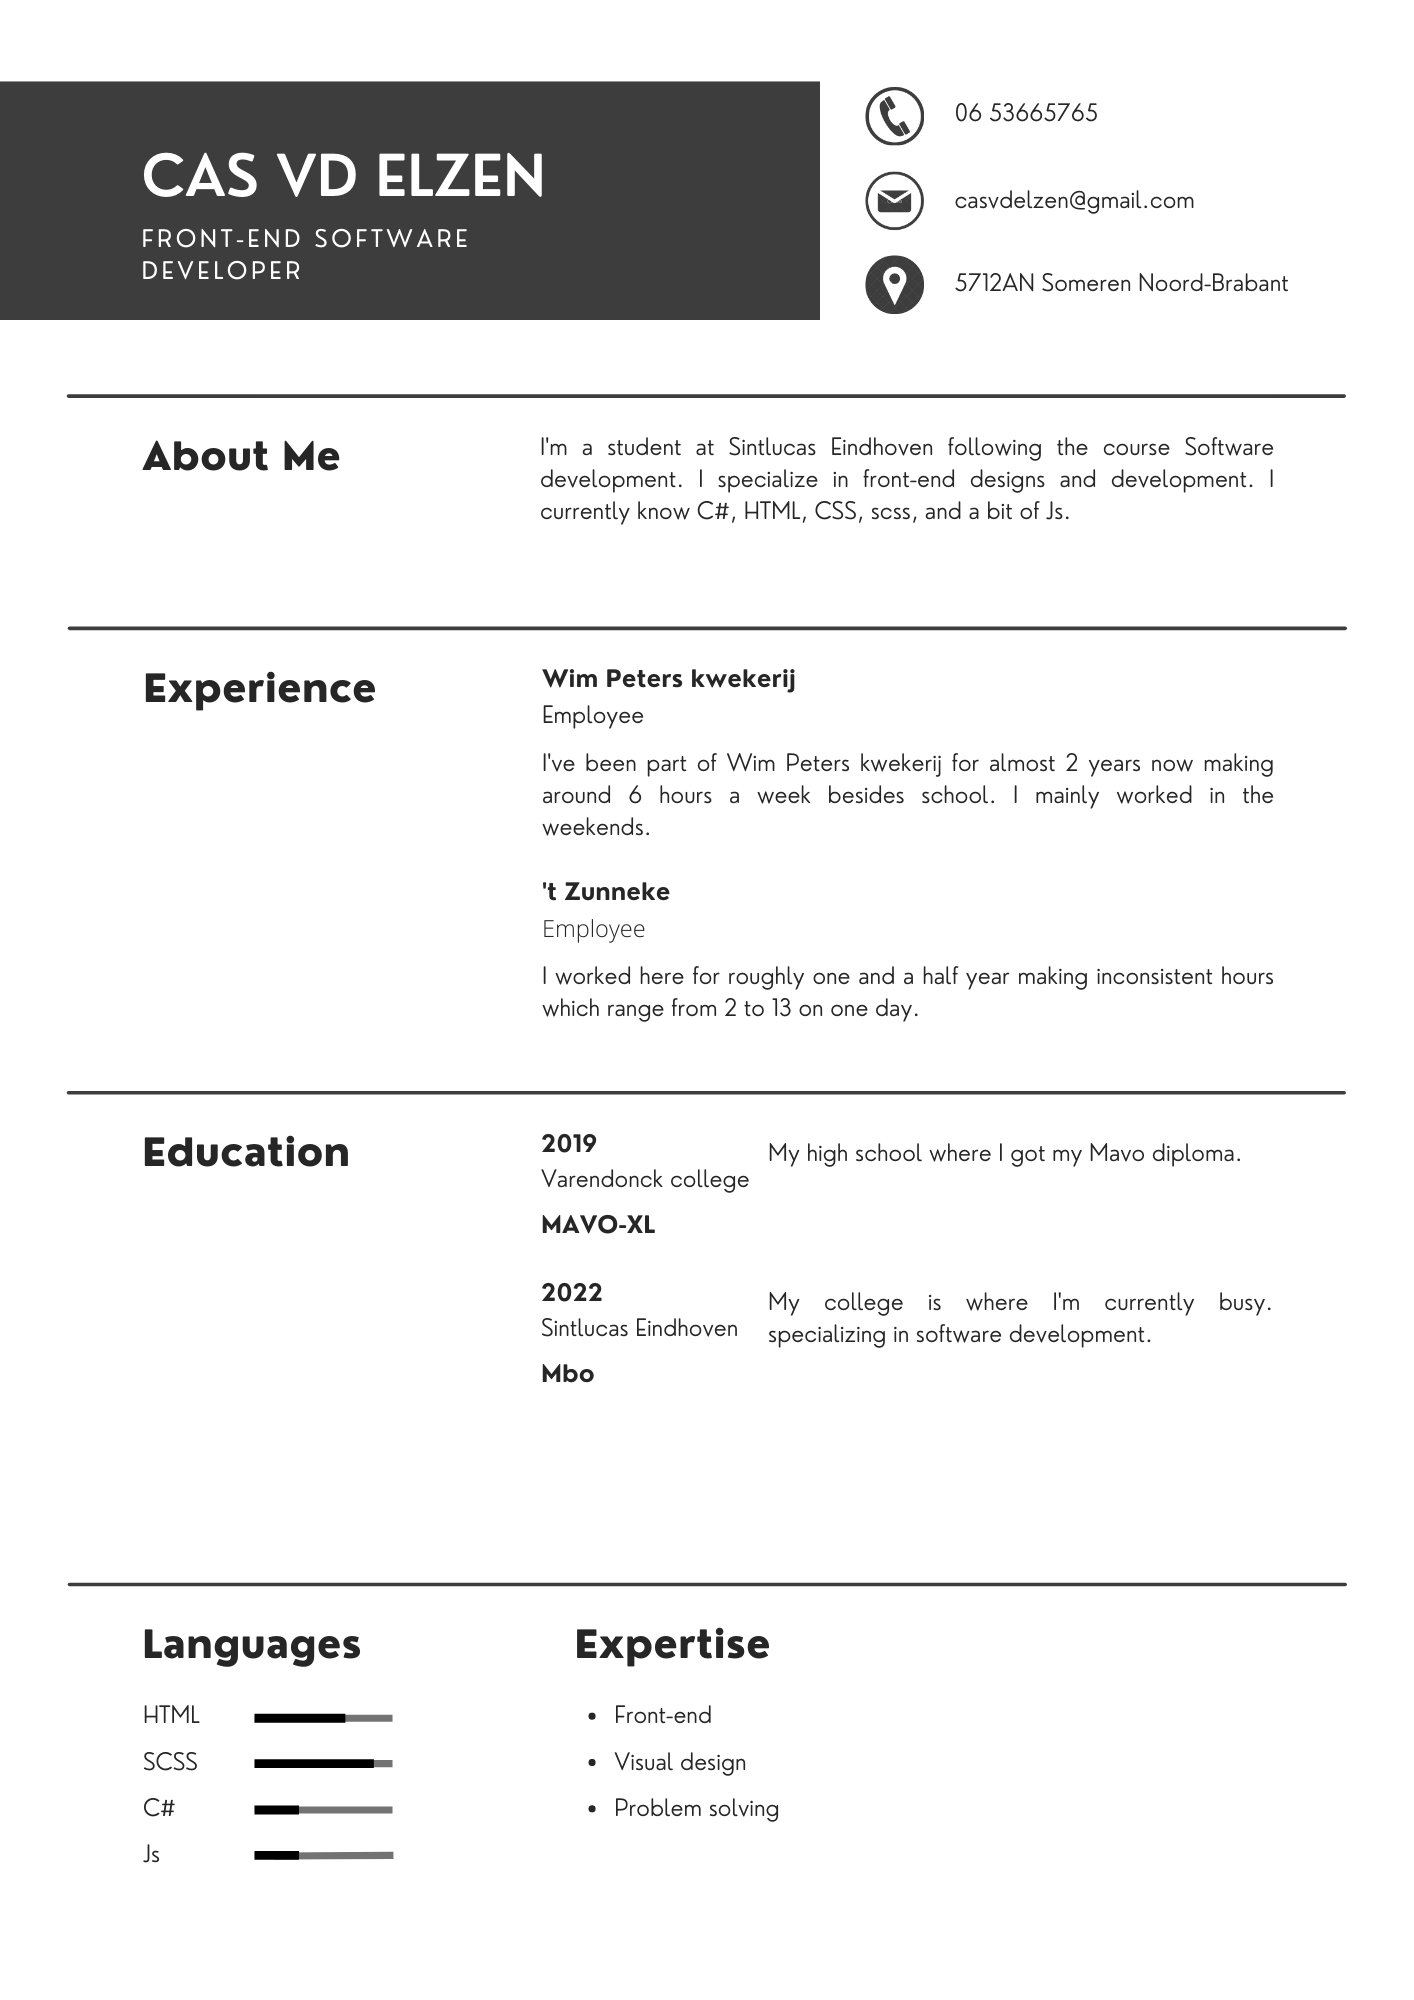 CAS VD ELZEN
FRONT-END SOFTWARE
DEVELOPER
06 53665765
casvdelzen@gmail.com
5712AN Someren Noord-Brabant
About Me
I'm a student at Sintlucas Eindhoven following the course Software
development. I specialize in front-end designs and development. I
currently know C#, HTML, CSS, scss, and a bit of Js.
Experience
Wim Peters kwekerij
Employee
I've been part of Wim Peters kwekerij for almost 2 years now making
around 6 hours a week besides school. I mainly worked in the
weekends.
't Zunneke
Employee
I worked here for roughly one and a half year making inconsistent hours
which range from 2 to 13 on one day.
Education
2019
Varendonck college
MAVO-XL
My high school where I got my Mavo diploma.
2022
Sintlucas Eindhoven
Mbo
My college is where I'm currently busy.
specializing in software development.
Languages
HTML
SCSS
C#
Js
Expertise
• Front-end
• Visual design
• Problem solving